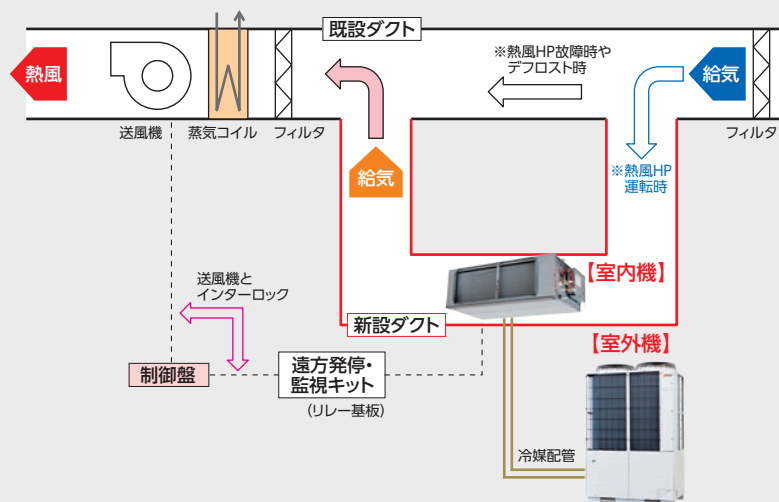 既設ダクト
※熱風HP故障時や
デフロスト時
熱風
給気
送風機
蒸気コイル
フィルタ
フィルタ
給気
※熱風HP
運転時
【室内機】
送風機と
インターロック
新設ダクト
【室外機】
制御盤
遠方発停・
監視キット
(リレー基板)
冷媒配管